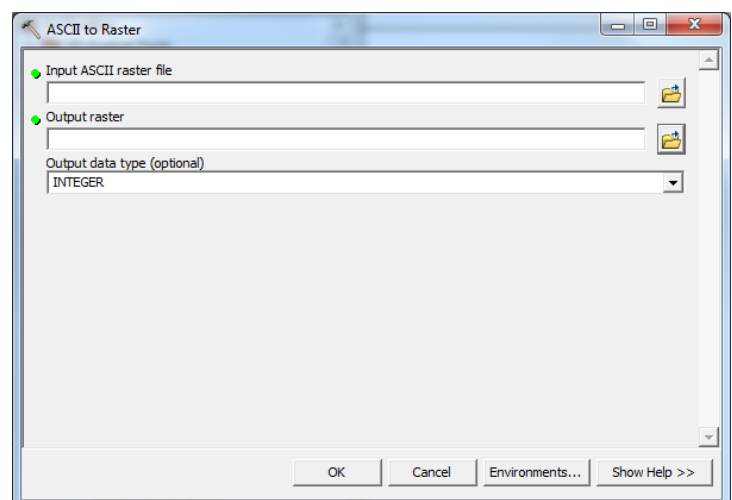 ASCII to Raster
Input ASCII raster file
Output raster
Output data type (optional)
INTEGER
OK
Cancel
Environments...
Show Help >>